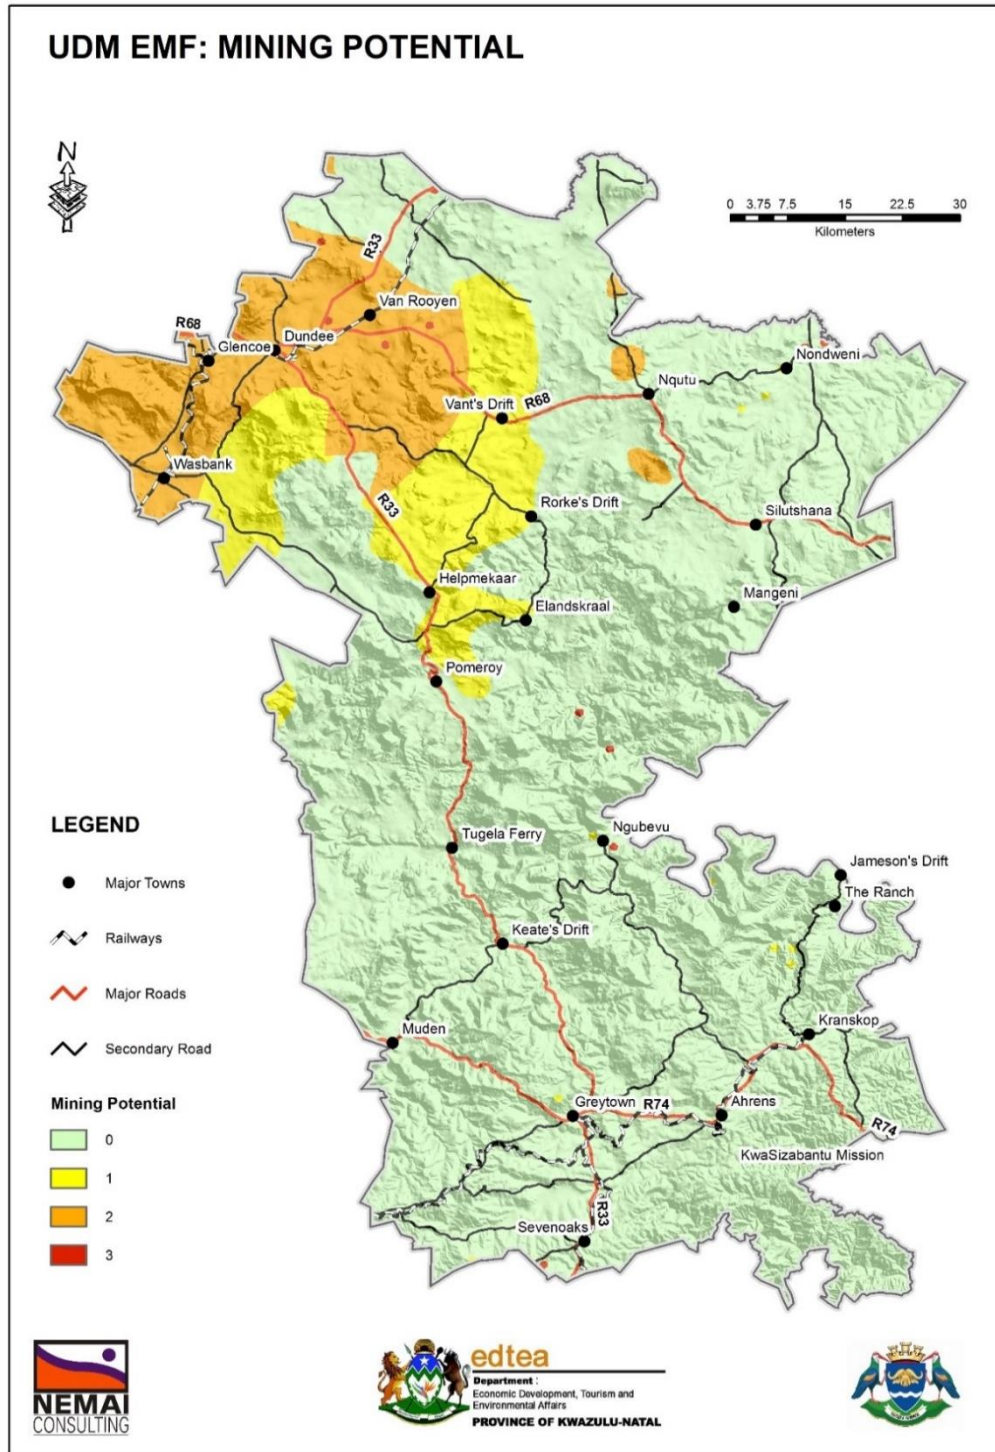 UDM EMF: MINING POTENTIAL
N
0 3.75 7.5 15 22.5 30
Kilometers
R33
Van Rooyen
R68
Dundee
Glencoe
Nondweni
Nqutu
Vant's Drift
R68
Wasbank
R33
Rorke's Drift
Silutshana
Helpmekaar
Elandskraal
Mangeni
Pomeroy
LEGEND
Major Towns
Railways
Major Roads
Secondary Road
Mining Potential
0
1
2
3
Tugela Ferry
Ngubevu
Jameson's Drift
The Ranch
Keate's Drift
Muden
Kranskop
Greytown
R74
Ahrens
R74
KwaSizabantu Mission
R33
Sevenoaks
NEMAI
CONSULTING
edtea
Department :
Economic Development, Tourism and
Environmental Affairs
PROVINCE OF KWAZULU-NATAL